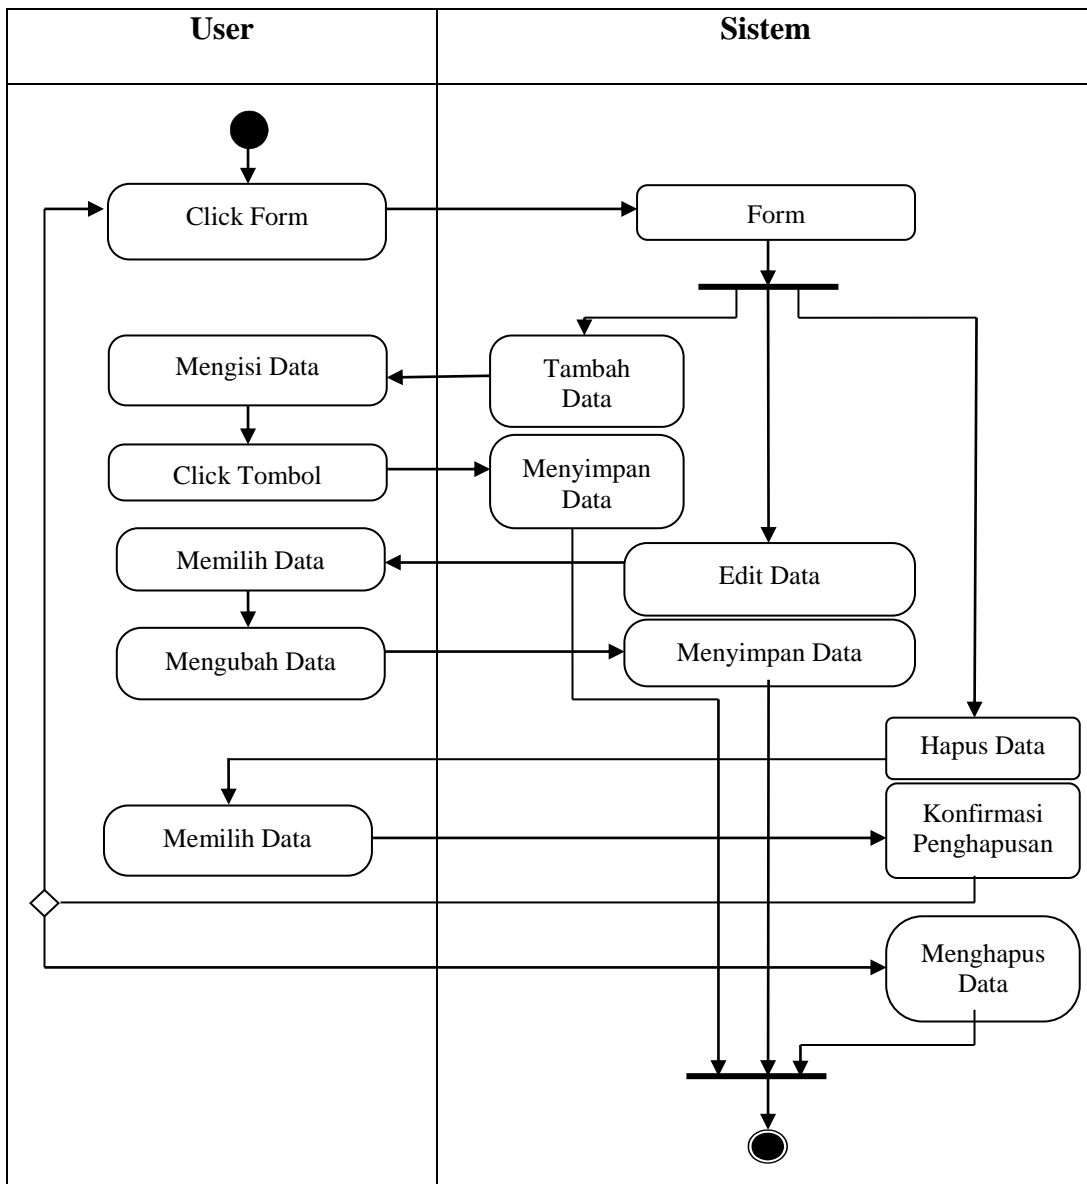 User
Sistem
Click Form
Form
Mengisi Data
Tambah
Data
Click Tombol
Menyimpan
Data
Memilih Data
Edit Data
Mengubah Data
Menyimpan Data
Hapus Data
Memilih Data
Konfirmasi
Penghapusan
Menghapus
Data